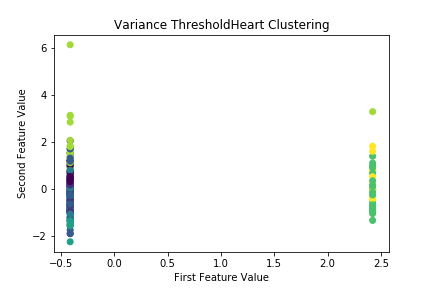 Variance ThresholdHeart Clustering
Second Feature Value
6
4
2
0
−2
−0.5 0.0 0.5 1.0 1.5 2.0 2.5
First Feature Value